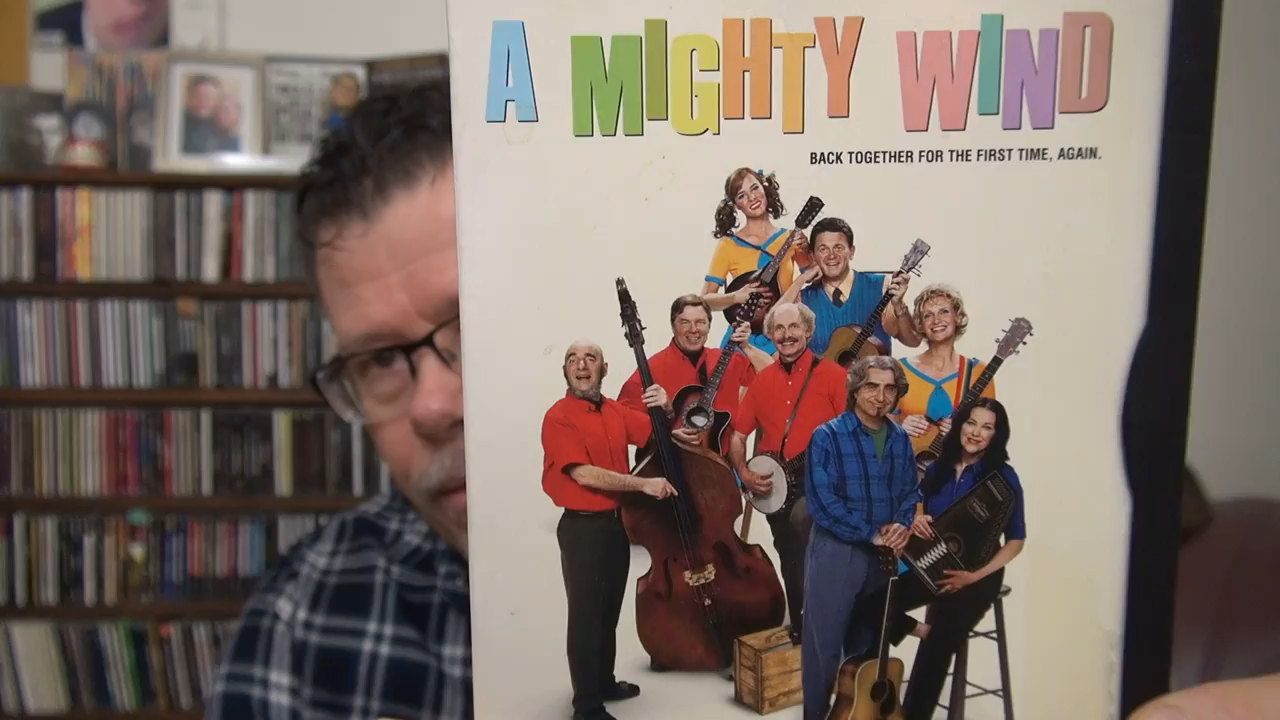 A MIGHTY WIND
BACK TOGETHER FOR THE FIRST TIME, AGAIN.